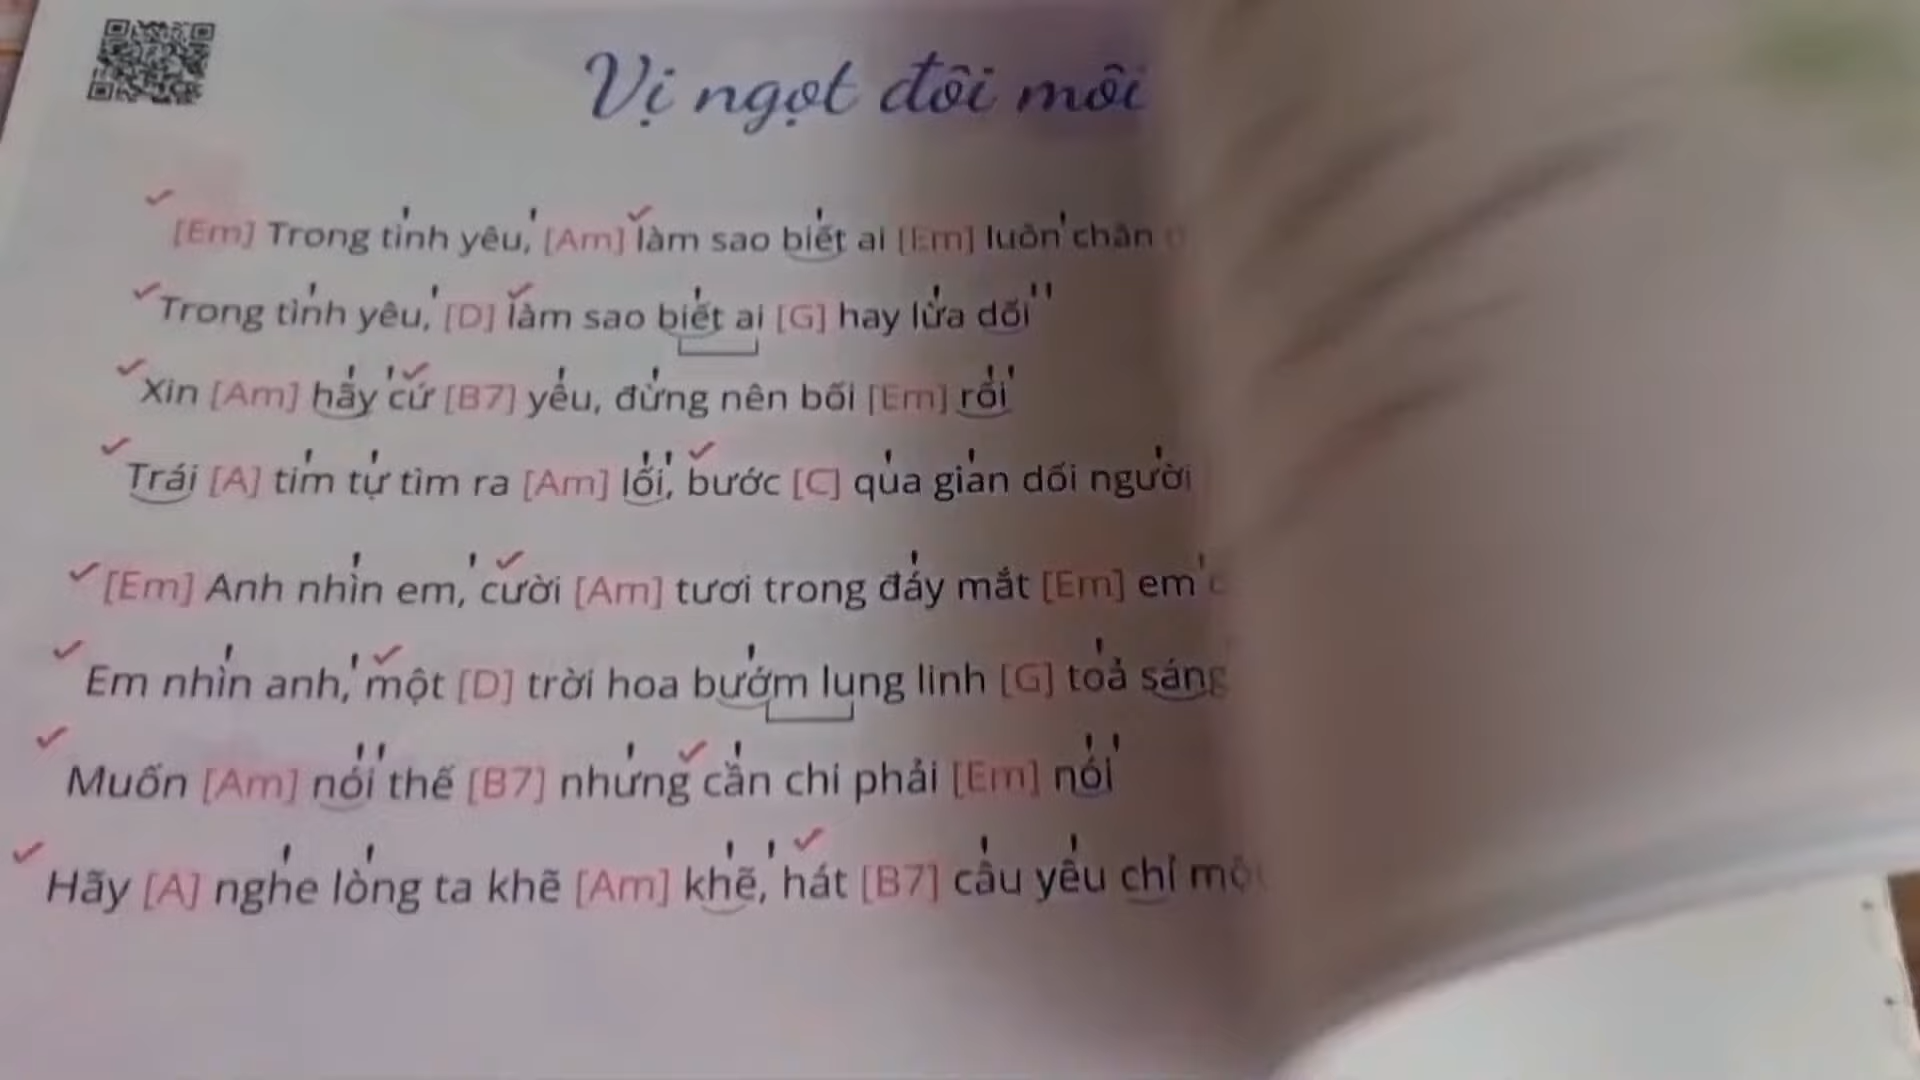 Vị ngọt đôi môi
[Em] Trong tình yêu, [Am] làm sao biết ai [Em] luôn chân
Trong tình yêu, [D] làm sao biết ai [G] hay lừa dối
Xin [Am] hãy cứ [B7] yêu, đừng nên bối [Em] rối
Trái [A] tim tự tìm ra [Am] lối, bước [C] qua gian dối người
[Em] Anh nhìn em, cười [Am] tươi trong đáy mắt [Em] em
Em nhìn anh, một [D] trời hoa bướm lung linh [G] toả sáng
Muốn [Am] nói thế [B7] nhưng cần chi phải [Em] nói
Hãy [A] nghe lòng ta khẽ [Am] khẽ, hát [B7] câu yêu chỉ một